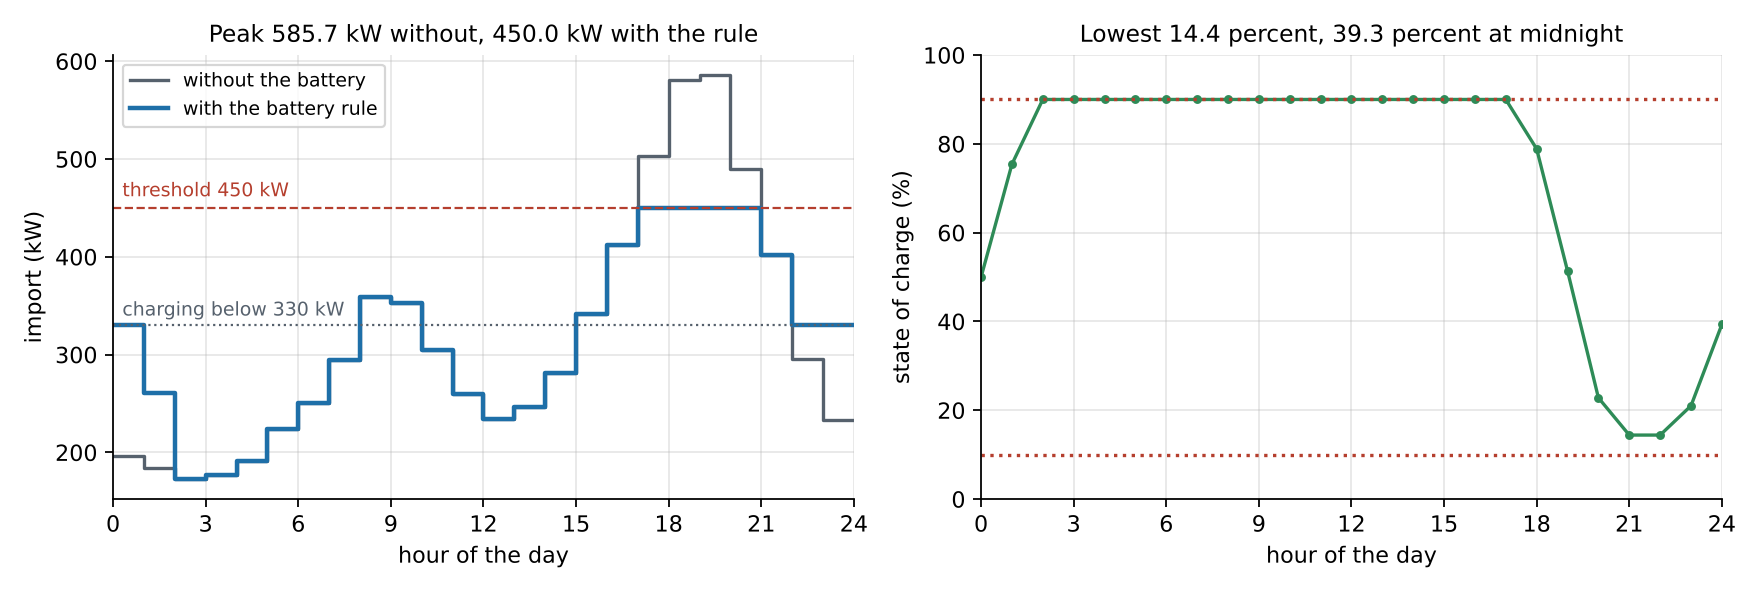 Peak 585.7 kW without, 450.0 kW with the rule
600
500
400
300
200
import (kW)
without the battery
with the battery rule
threshold 450 kW
charging below 330 kW
0 3 6 9 12 15 18 21 24
hour of the day
Lowest 14.4 percent, 39.3 percent at midnight
100
80
60
40
20
0
state of charge (%)
0 3 6 9 12 15 18 21 24
hour of the day